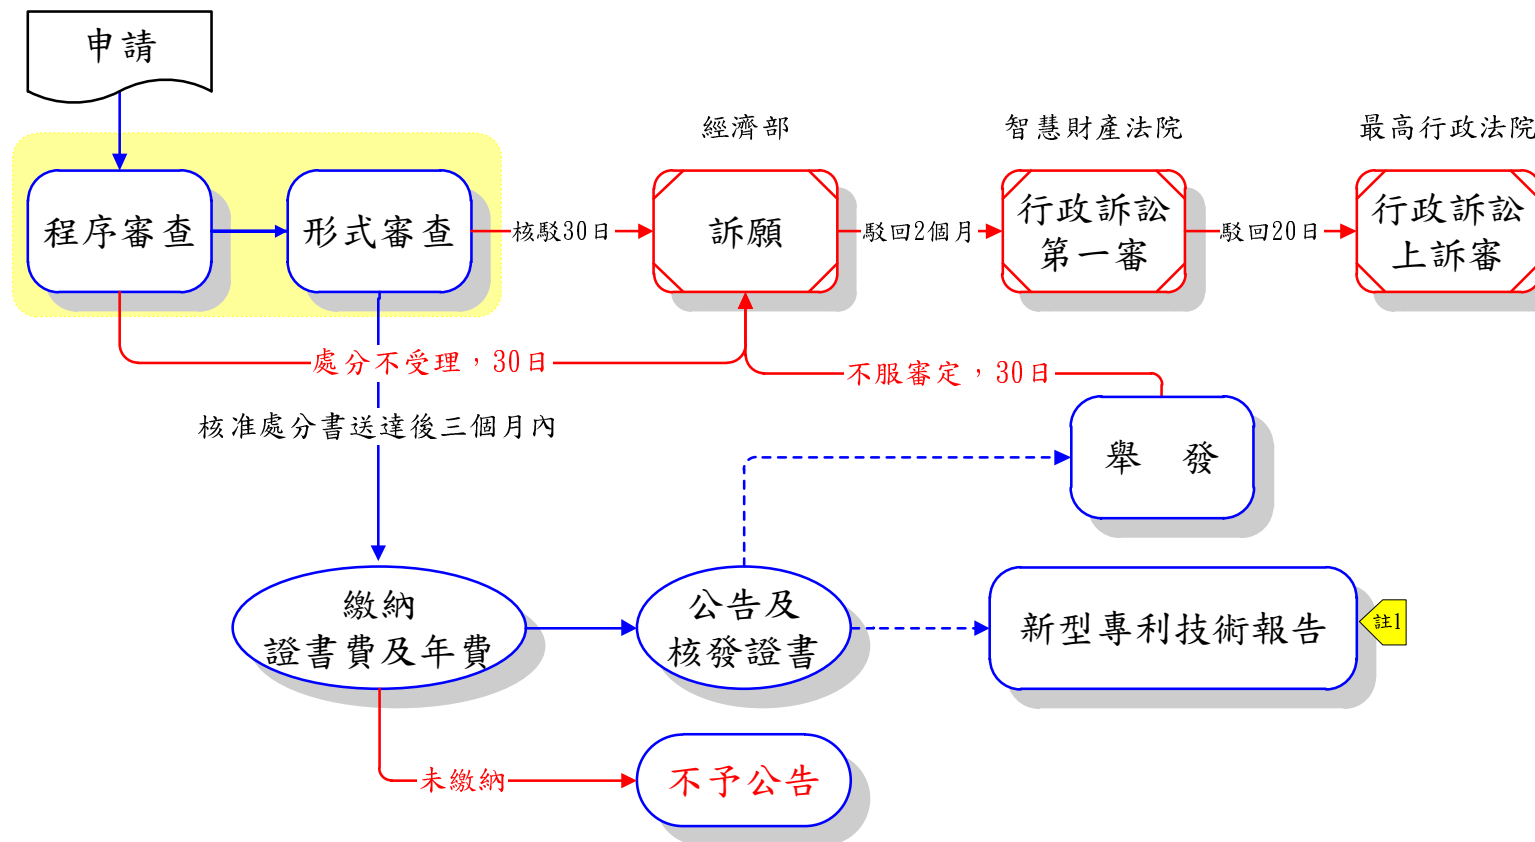 申請
經濟部
智慧財產法院
最高行政法院
程序審查
形式審查
核駁30日
訴願
駁回2個月
行政訴訟
第一審
駁回20日
行政訴訟
上訴審
處分不受理，30日
不服審定，30日
核准處分書送達後三個月內
舉　發
繳納
證書費及年費
公告及
核發證書
新型專利技術報告
註1
未繳納
不予公告